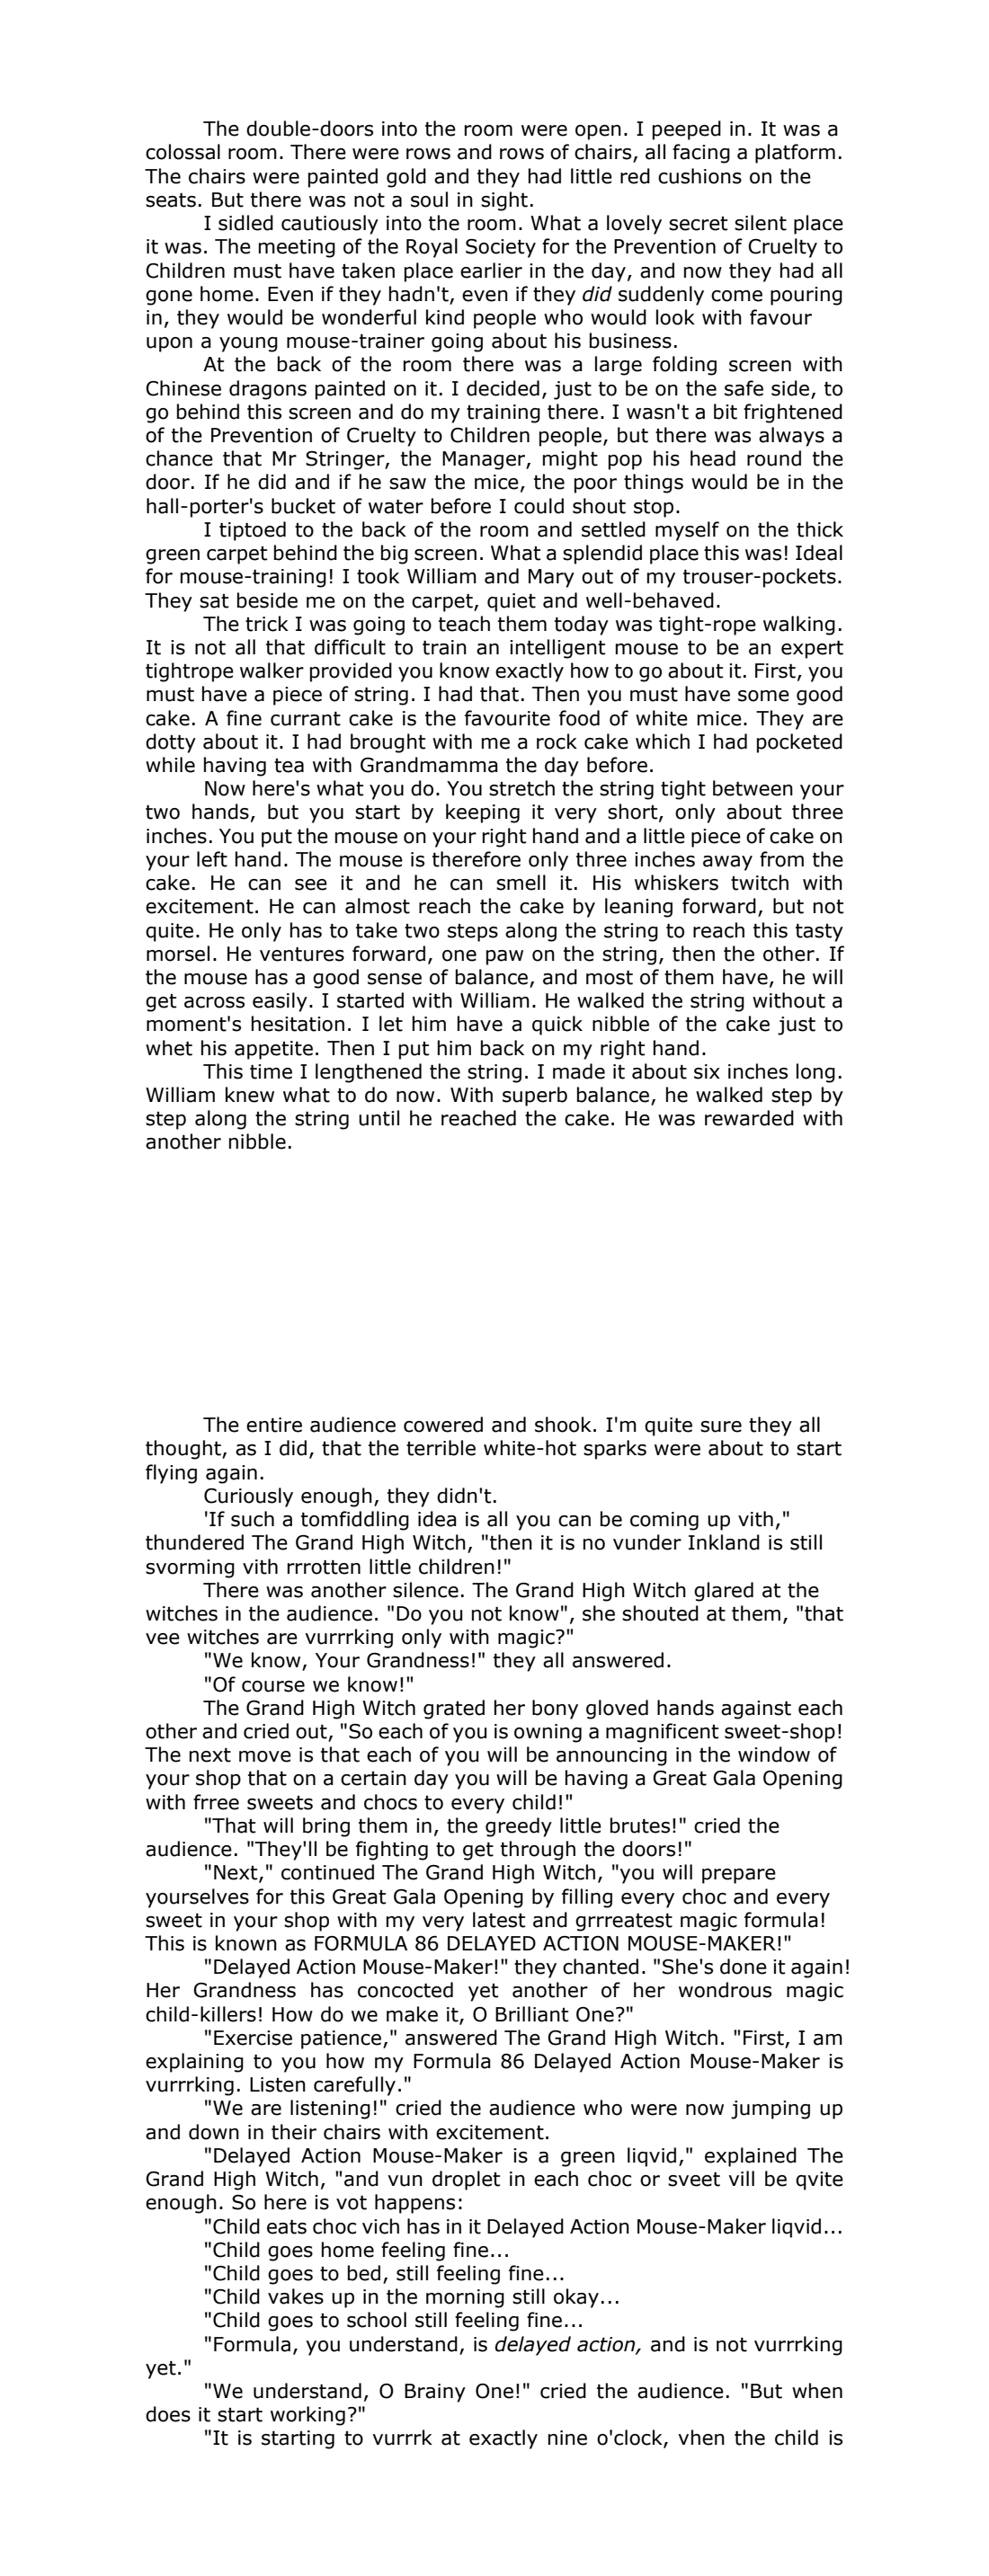 The double-doors into the room were open. I peeped in. It was a
colossal room. There were rows and rows of chairs, all facing a platform.
The chairs were painted gold and they had little red cushions on the
seats. But there was not a soul in sight.
I sidled cautiously into the room. What a lovely secret silent place
it was. The meeting of the Royal Society for the Prevention of Cruelty to
Children must have taken place earlier in the day, and now they had all
gone home. Even if they hadn't, even if they did suddenly come pouring
in, they would be wonderful kind people who would look with favour
upon a young mouse-trainer going about his business.
At the back of the room there was a large folding screen with
Chinese dragons painted on it. I decided, just to be on the safe side, to
go behind this screen and do my training there. I wasn't a bit frightened
of the Prevention of Cruelty to Children people, but there was always a
chance that Mr Stringer, the Manager, might pop his head round the
door. If he did and if he saw the mice, the poor things would be in the
hall-porter's bucket of water before I could shout stop.
I tiptoed to the back of the room and settled myself on the thick
green carpet behind the big screen. What a splendid place this was! Ideal
for mouse-training! I took William and Mary out of my trouser-pockets.
They sat beside me on the carpet, quiet and well-behaved.
The trick I was going to teach them today was tight-rope walking.
It is not all that difficult to train an intelligent mouse to be an expert
tightrope walker provided you know exactly how to go about it. First, you
must have a piece of string. I had that. Then you must have some good
cake. A fine currant cake is the favourite food of white mice. They are
dotty about it. I had brought with me a rock cake which I had pocketed
while having tea with Grandmamma the day before.
Now here's what you do. You stretch the string tight between your
two hands, but you start by keeping it very short, only about three
inches. You put the mouse on your right hand and a little piece of cake on
your left hand. The mouse is therefore only three inches away from the
cake. He can see it and he can smell it. His whiskers twitch with
excitement. He can almost reach the cake by leaning forward, but not
quite. He only has to take two steps along the string to reach this tasty
morsel. He ventures forward, one paw on the string, then the other. If
the mouse has a good sense of balance, and most of them have, he will
get across easily. I started with William. He walked the string without a
moment's hesitation. I let him have a quick nibble of the cake just to
whet his appetite. Then I put him back on my right hand.
This time I lengthened the string. I made it about six inches long.
William knew what to do now. With superb balance, he walked step by
step along the string until he reached the cake. He was rewarded with
another nibble.
The entire audience cowered and shook. I'm quite sure they all
thought, as I did, that the terrible white-hot sparks were about to start
flying again.
Curiously enough, they didn't.
'If such a tomfiddling idea is all you can be coming up vith,"
thundered The Grand High Witch, "then it is no vunder Inkland is still
svorming vith rrrotten little children!"
There was another silence. The Grand High Witch glared at the
witches in the audience. "Do you not know", she shouted at them, "that
vee witches are vurrrking only with magic?"
"We know, Your Grandness!" they all answered.
"Of course we know!"
The Grand High Witch grated her bony gloved hands against each
other and cried out, "So each of you is owning a magnificent sweet-shop!
The next move is that each of you will be announcing in the window of
your shop that on a certain day you will be having a Great Gala Opening
with frree sweets and chocs to every child!"
"That will bring them in, the greedy little brutes!" cried the
audience. "They'll be fighting to get through the doors!"
"Next," continued The Grand High Witch, "you will prepare
yourselves for this Great Gala Opening by filling every choc and every
sweet in your shop with my very latest and grrreatest magic formula!
This is known as FORMULA 86 DELAYED ACTION MOUSE-MAKER!"
"Delayed Action Mouse-Maker!" they chanted. "She's done it again!
Her Grandness has concocted yet another of her wondrous magic
child-killers! How do we make it, O Brilliant One?"
"Exercise patience," answered The Grand High Witch. "First, I am
explaining to you how my Formula 86 Delayed Action Mouse-Maker is
vurrrking. Listen carefully."
"We are listening!" cried the audience who were now jumping up
and down in their chairs with excitement.
"Delayed Action Mouse-Maker is a green liqvid," explained The
Grand High Witch, "and vun droplet in each choc or sveet vill be qvite
enough. So here is vot happens:
"Child eats choc vich has in it Delayed Action Mouse-Maker liqvid...
"Child goes home feeling fine...
"Child goes to bed, still feeling fine...
"Child vakes up in the morning still okay...
"Child goes to school still feeling fine...
"Formula, you understand, is delayed action, and is not vurrrking
yet."
"We understand, O Brainy One!" cried the audience. "But when
does it start working?"
"It is starting to vurrrk at exactly nine o'clock, vhen the child is